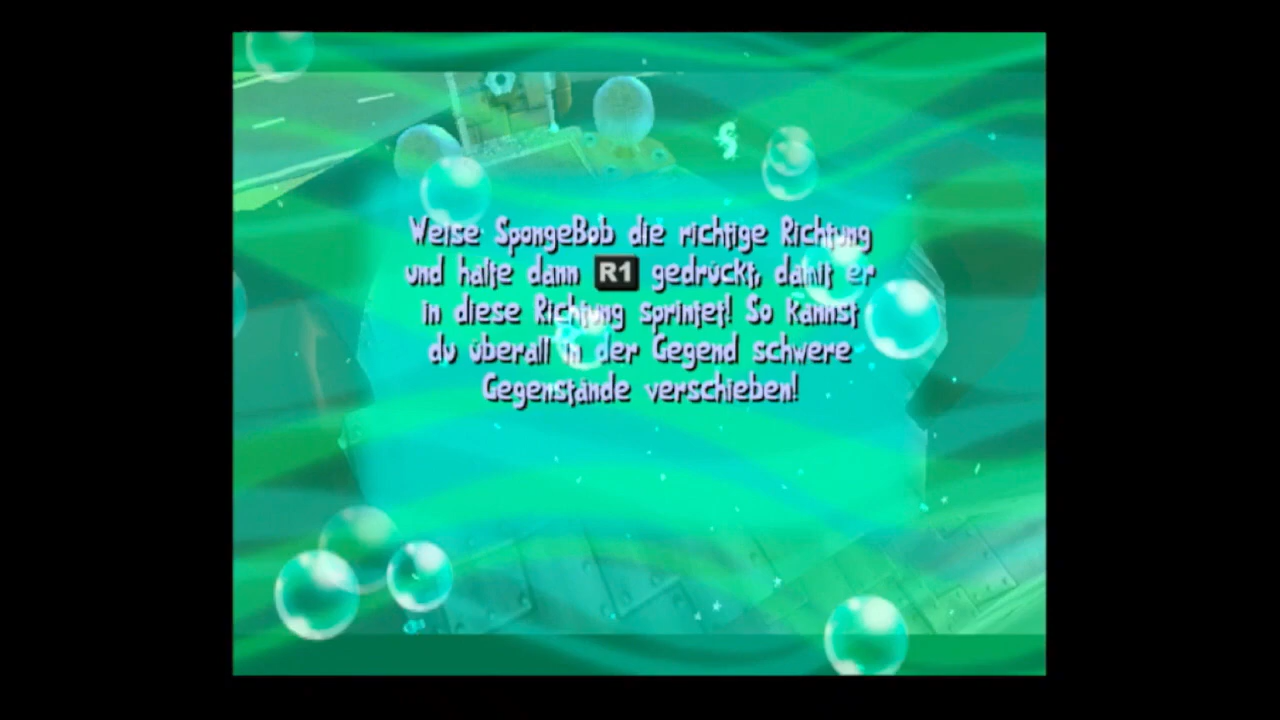 Weise SpongeBob die richtige Richtung
und halte dann R1 gedrückt, damit er
in diese Richtung sprintet! So kannst
du überall in der Gegend schwere
Gegenstände verschieben!